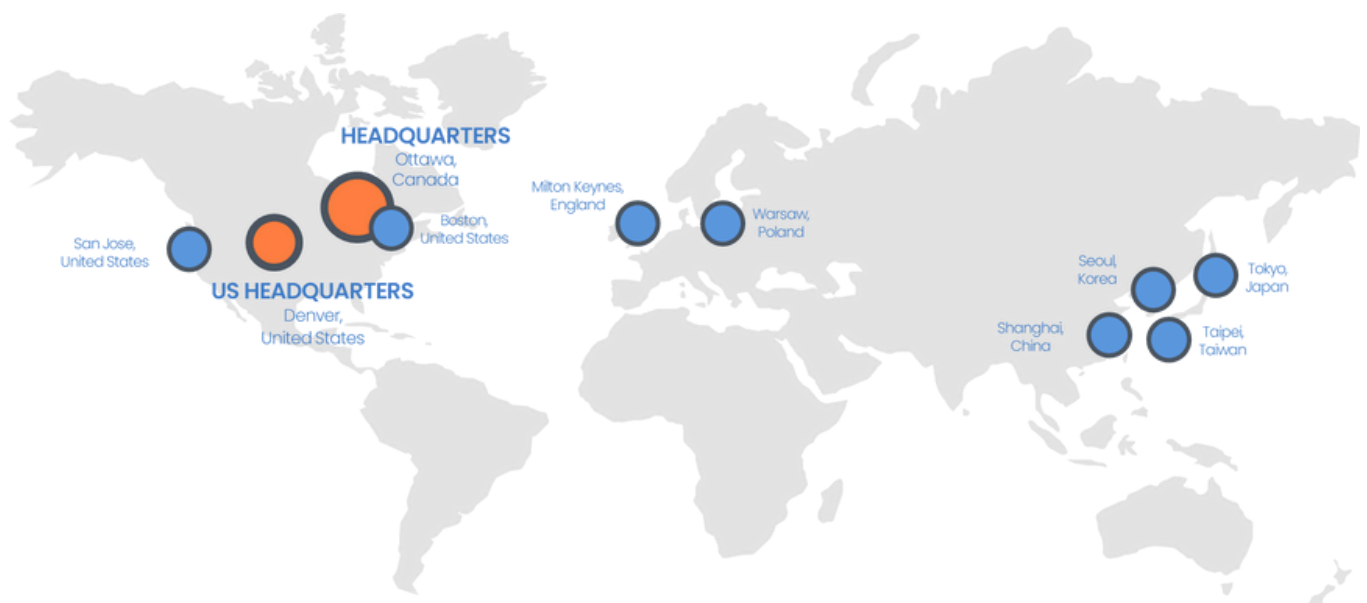 HEADQUARTERS
Ottawa,
Canada
Boston,
United States
San Jose,
United States
US HEADQUARTERS
Denver,
United States
Milton Keynes,
England
Warsaw,
Poland
Seoul,
Korea
Tokyo,
Japan
Shanghai,
China
Taipei,
Taiwan